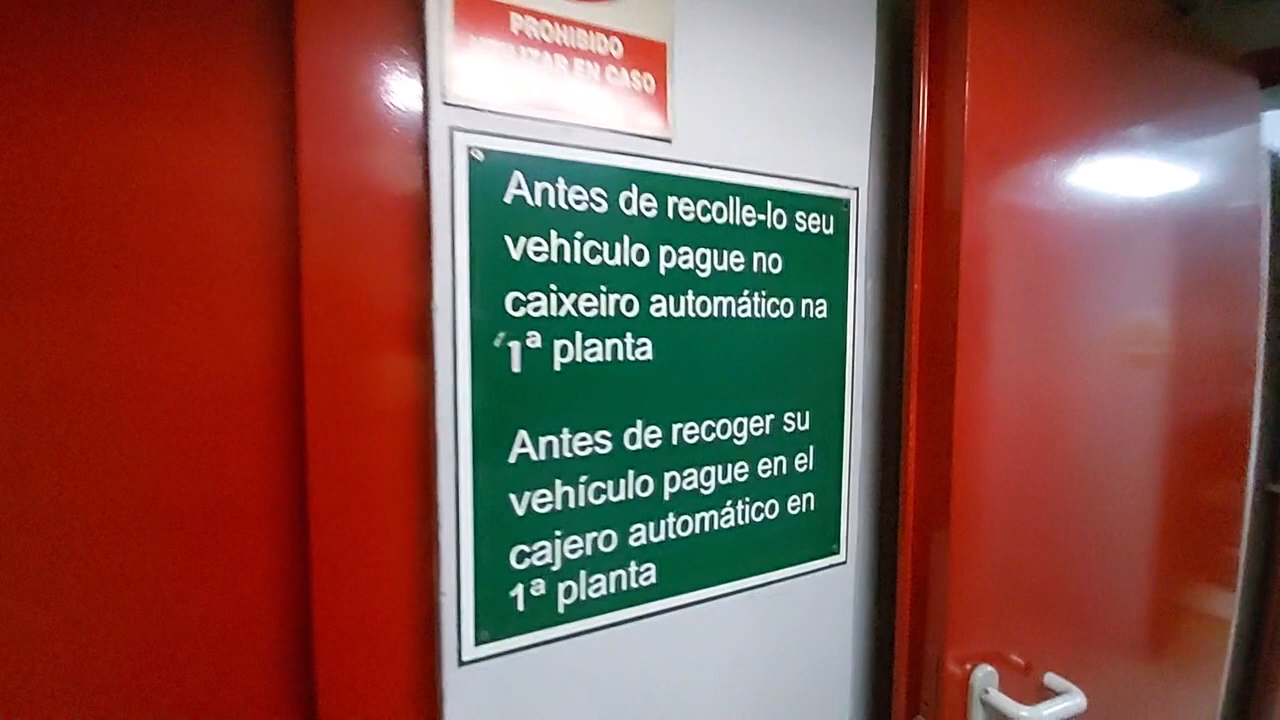 PROHIBIDO
UTILIZAR EN CASO
Antes de recolle-lo seu
vehículo pague no
caixeiro automático na
1ª planta
Antes de recoger su
vehículo pague en el
cajero automático en
1ª planta